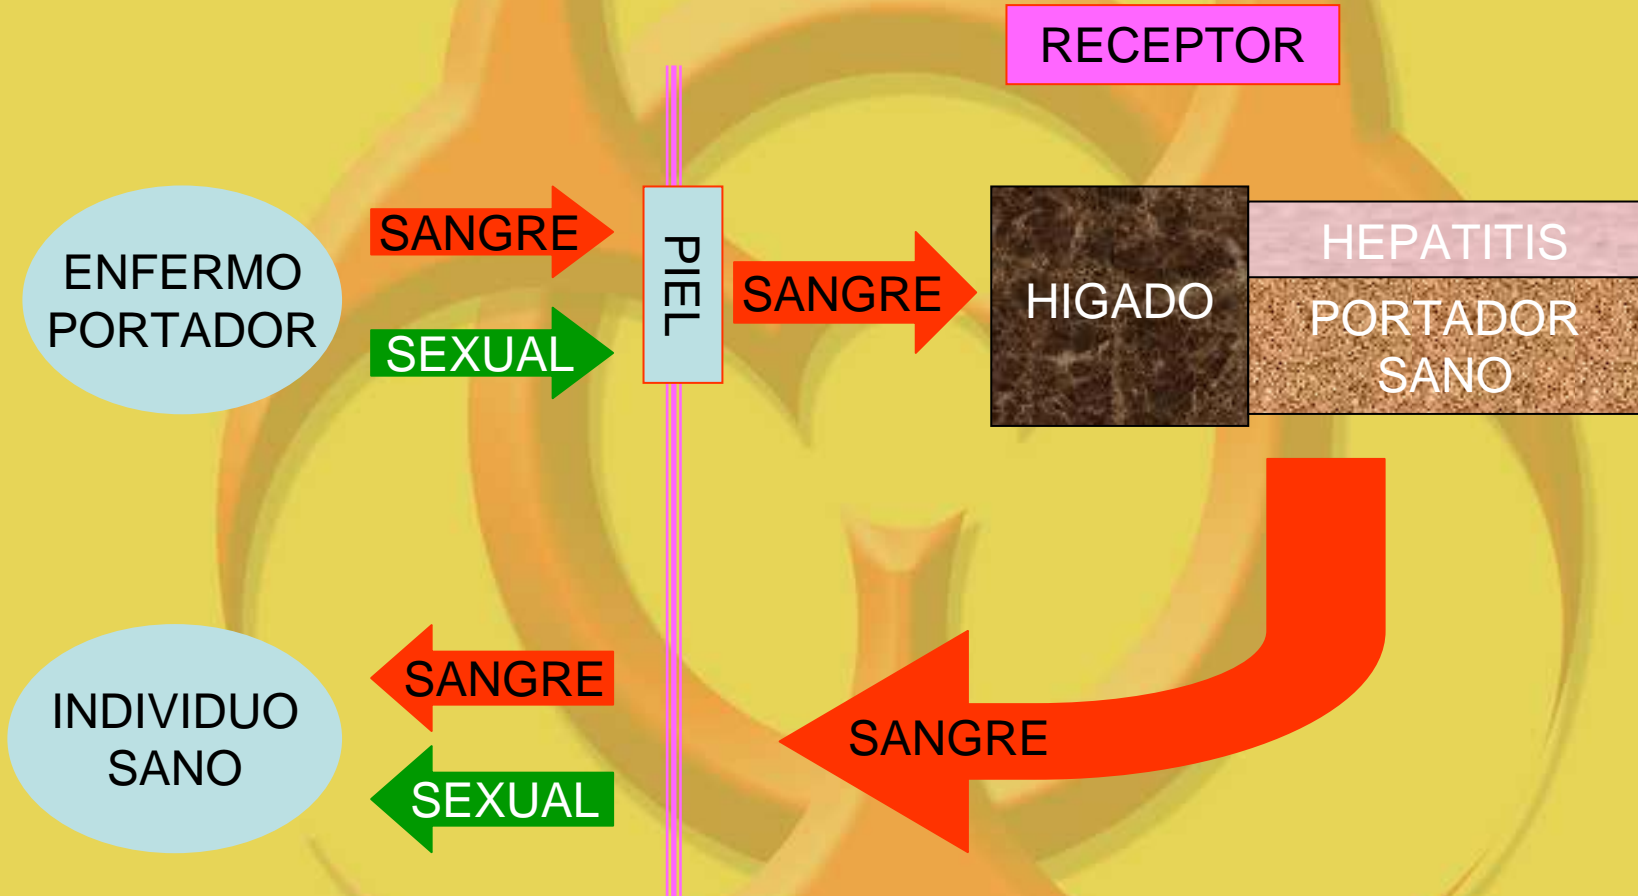 RECEPTOR
ENFERMO
PORTADOR
SANGRE
SEXUAL
PIEL
SANGRE
HIGADO
HEPATITIS
PORTADOR
SANO
INDIVIDUO
SANO
SANGRE
SEXUAL
SANGRE